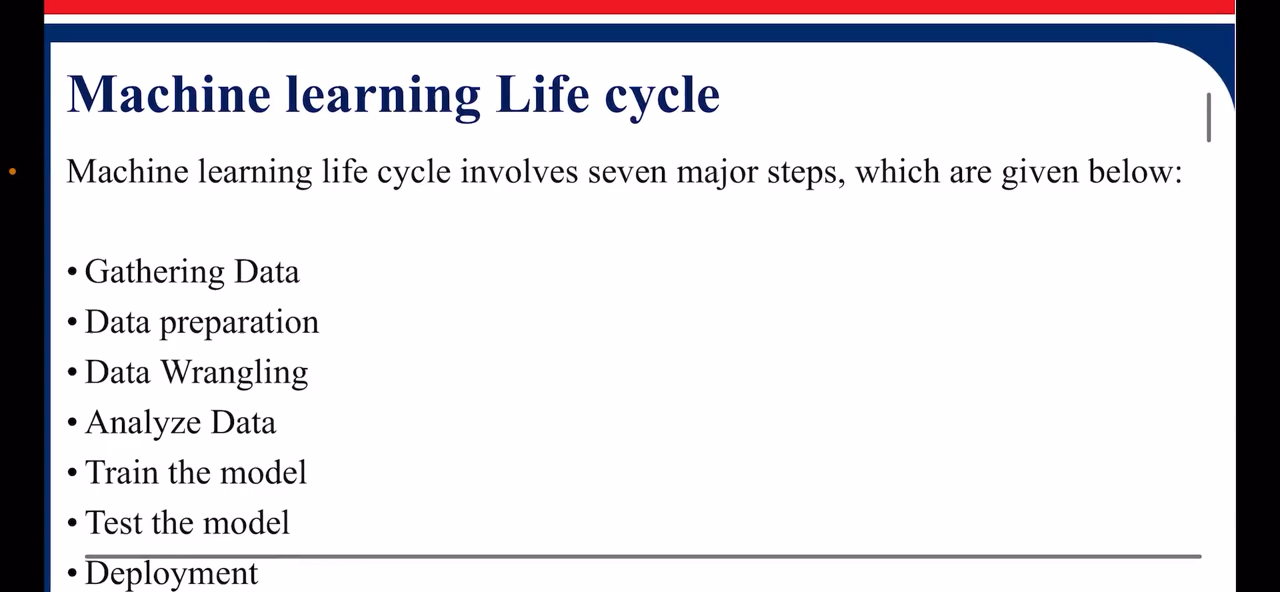 Machine learning Life cycle
Machine learning life cycle involves seven major steps, which are given below:
• Gathering Data
• Data preparation
• Data Wrangling
• Analyze Data
• Train the model
• Test the model
• Deployment